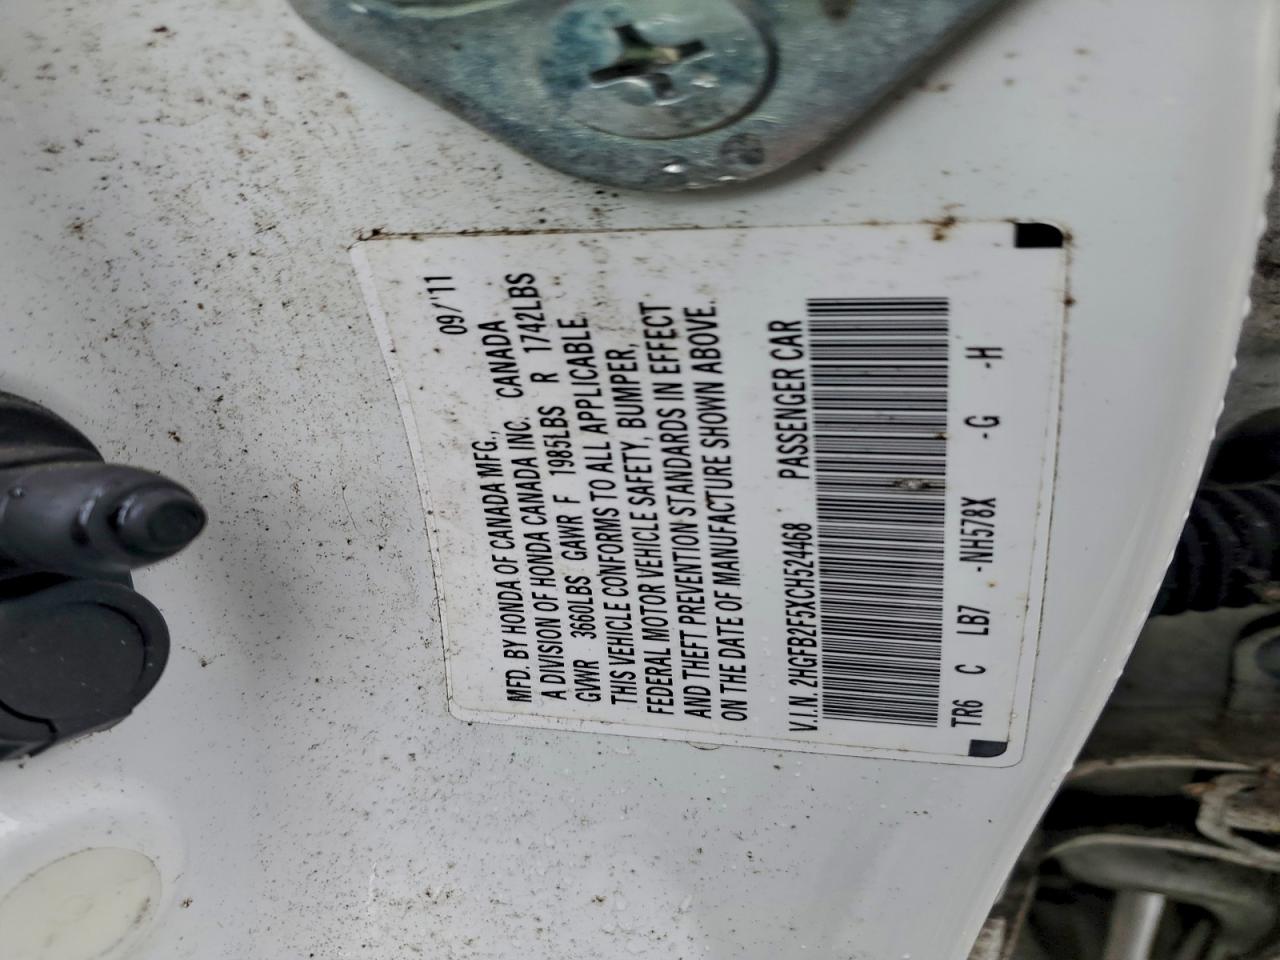 MFD. BY HONDA OF CANADA MFG., 09/'11
A DIVISION OF HONDA CANADA INC. CANADA
GVWR 3660LBS GAWR F 1985LBS R 1742LBS
THIS VEHICLE CONFORMS TO ALL APPLICABLE
FEDERAL MOTOR VEHICLE SAFETY, BUMPER,
AND THEFT PREVENTION STANDARDS IN EFFECT
ON THE DATE OF MANUFACTURE SHOWN ABOVE.
V.I.N. 2HGFB2F5XCH524468 PASSENGER CAR
TR6 C LB7 -NH578X -G -H